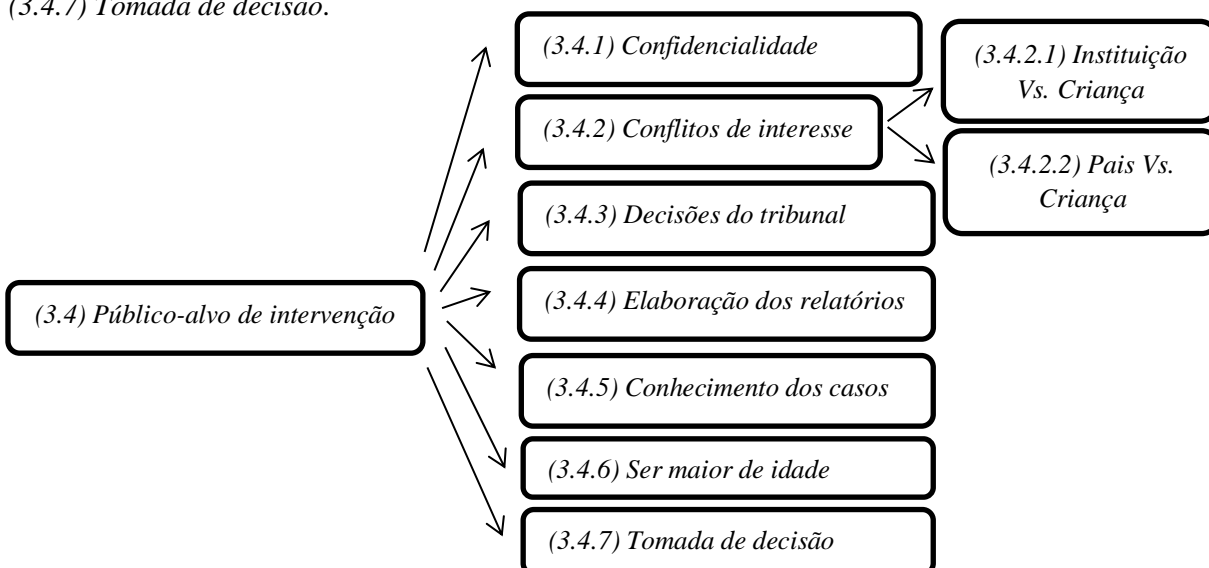 (3.4.7) Tomada de decisão.
(3.4.1) Confidencialidade
(3.4.2) Conflitos de interesse
(3.4.2.1) Instituição
Vs. Criança
(3.4.2.2) Pais Vs.
Criança
(3.4.3) Decisões do tribunal
(3.4) Público-alvo de intervenção
(3.4.4) Elaboração dos relatórios
(3.4.5) Conhecimento dos casos
(3.4.6) Ser maior de idade
(3.4.7) Tomada de decisão